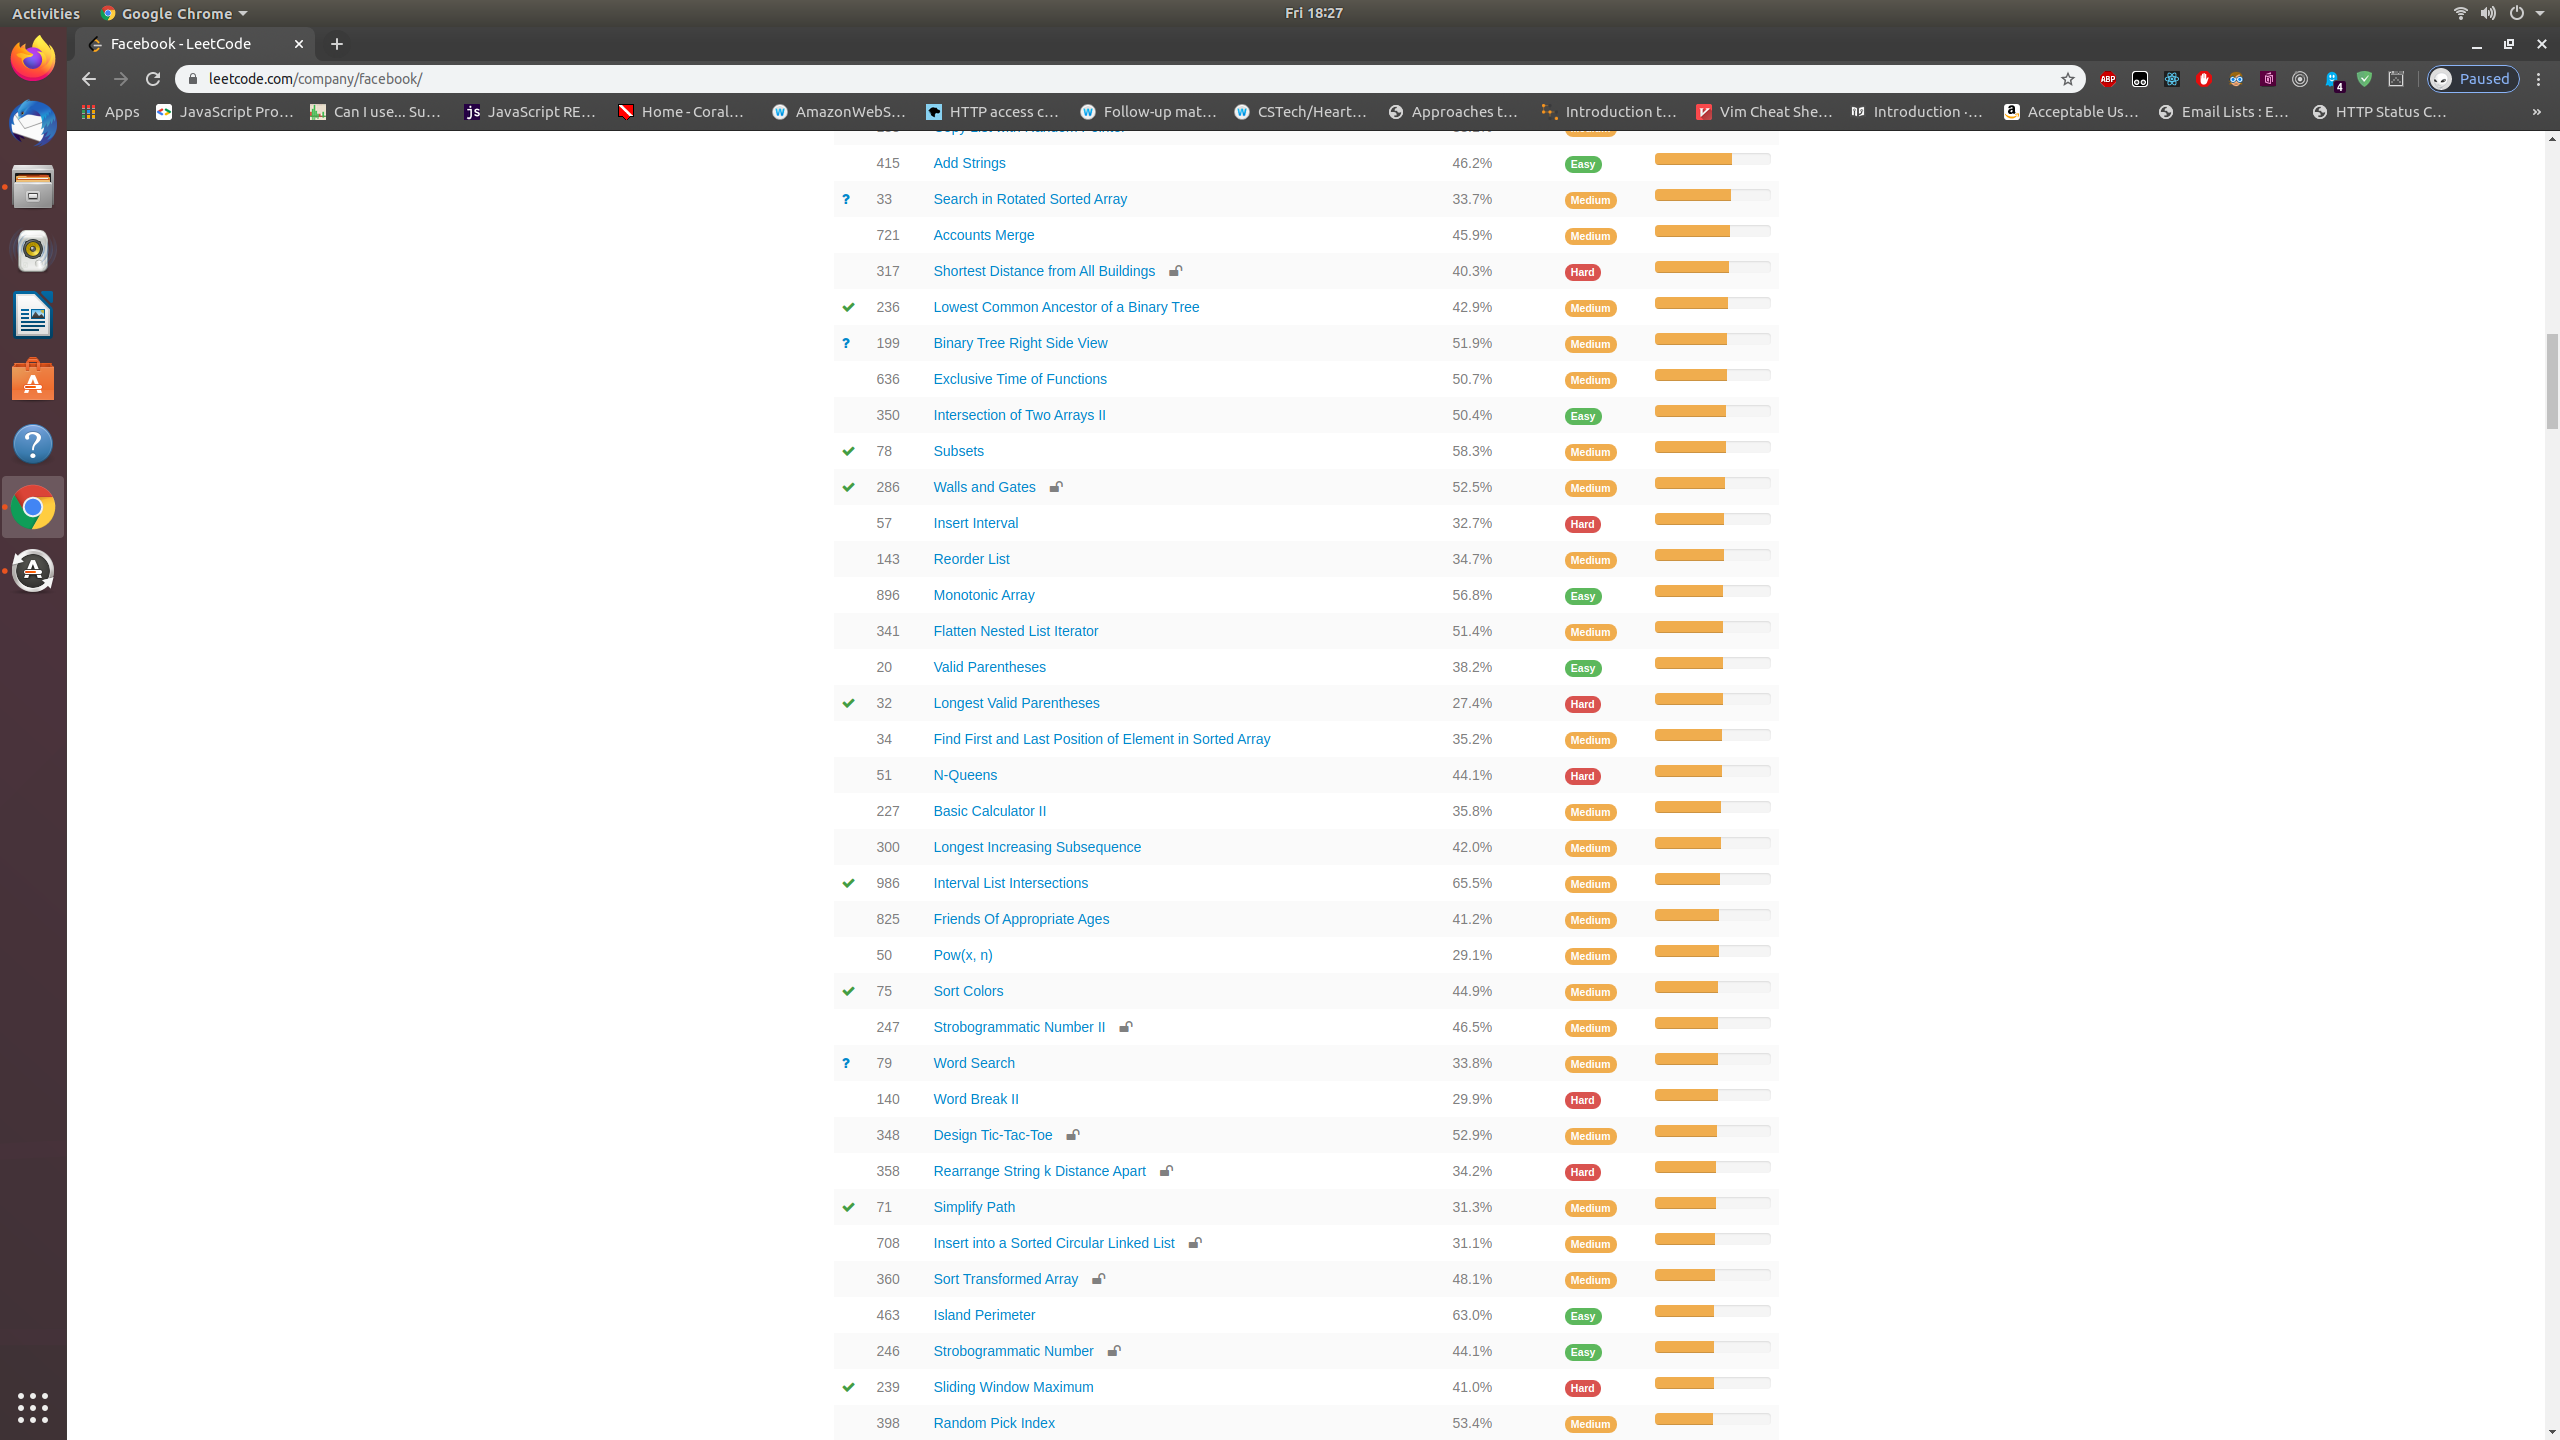 Activities Google Chrome Fri 18:27
Facebook - LeetCode
leetcode.com/company/facebook/ ABP 4 Paused
Apps JavaScript Pro… Can I use... Su… JavaScript RE… Home - Coral… AmazonWebS… HTTP access c… Follow-up mat… CSTech/Heart… Approaches t… Introduction t… Vim Cheat She… Introduction ·… Acceptable Us… Email Lists : E… HTTP Status C… »
415 Add Strings 46.2% Easy
? 33 Search in Rotated Sorted Array 33.7% Medium
721 Accounts Merge 45.9% Medium
317 Shortest Distance from All Buildings 40.3% Hard
236 Lowest Common Ancestor of a Binary Tree 42.9% Medium
? 199 Binary Tree Right Side View 51.9% Medium
636 Exclusive Time of Functions 50.7% Medium
350 Intersection of Two Arrays II 50.4% Easy
78 Subsets 58.3% Medium
286 Walls and Gates 52.5% Medium
57 Insert Interval 32.7% Hard
143 Reorder List 34.7% Medium
896 Monotonic Array 56.8% Easy
341 Flatten Nested List Iterator 51.4% Medium
20 Valid Parentheses 38.2% Easy
32 Longest Valid Parentheses 27.4% Hard
34 Find First and Last Position of Element in Sorted Array 35.2% Medium
51 N-Queens 44.1% Hard
227 Basic Calculator II 35.8% Medium
300 Longest Increasing Subsequence 42.0% Medium
986 Interval List Intersections 65.5% Medium
825 Friends Of Appropriate Ages 41.2% Medium
50 Pow(x, n) 29.1% Medium
75 Sort Colors 44.9% Medium
247 Strobogrammatic Number II 46.5% Medium
? 79 Word Search 33.8% Medium
140 Word Break II 29.9% Hard
348 Design Tic-Tac-Toe 52.9% Medium
358 Rearrange String k Distance Apart 34.2% Hard
71 Simplify Path 31.3% Medium
708 Insert into a Sorted Circular Linked List 31.1% Medium
360 Sort Transformed Array 48.1% Medium
463 Island Perimeter 63.0% Easy
246 Strobogrammatic Number 44.1% Easy
239 Sliding Window Maximum 41.0% Hard
398 Random Pick Index 53.4% Medium